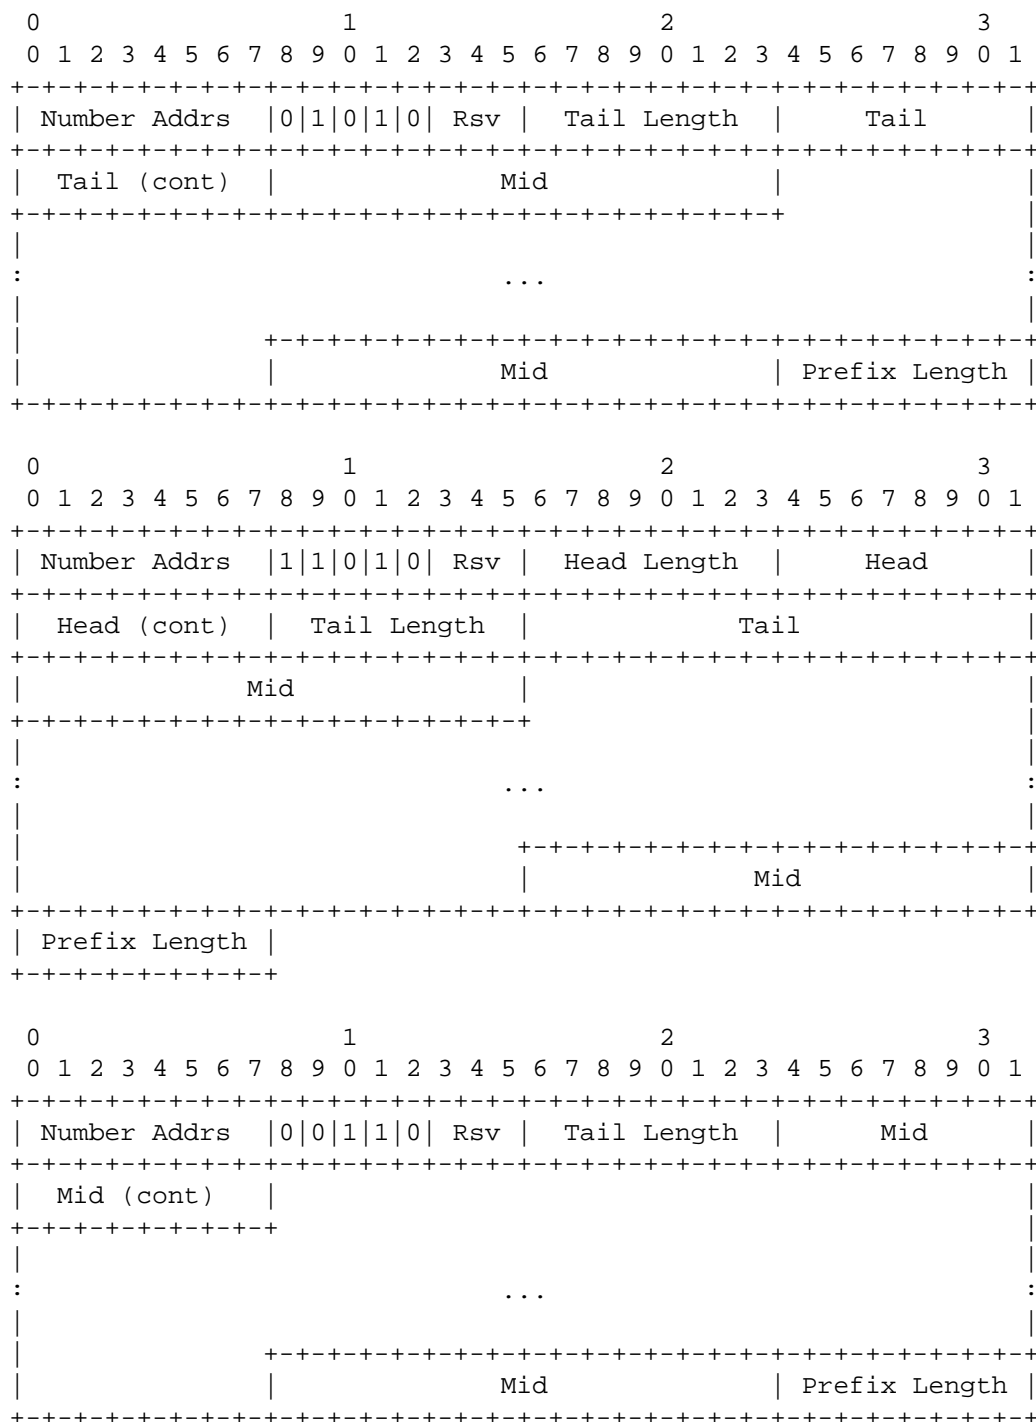 0                   1                   2                   3
 0 1 2 3 4 5 6 7 8 9 0 1 2 3 4 5 6 7 8 9 0 1 2 3 4 5 6 7 8 9 0 1
+-+-+-+-+-+-+-+-+-+-+-+-+-+-+-+-+-+-+-+-+-+-+-+-+-+-+-+-+-+-+-+-+
| Number Addrs  |0|1|0|1|0| Rsv |  Tail Length  |     Tail      |
+-+-+-+-+-+-+-+-+-+-+-+-+-+-+-+-+-+-+-+-+-+-+-+-+-+-+-+-+-+-+-+-+
|  Tail (cont)  |              Mid              |               |
+-+-+-+-+-+-+-+-+-+-+-+-+-+-+-+-+-+-+-+-+-+-+-+-+               |
|                                                               |
:                              ...                              :
|                                                               |
|               +-+-+-+-+-+-+-+-+-+-+-+-+-+-+-+-+-+-+-+-+-+-+-+-+
|               |              Mid              | Prefix Length |
+-+-+-+-+-+-+-+-+-+-+-+-+-+-+-+-+-+-+-+-+-+-+-+-+-+-+-+-+-+-+-+-+
 0                   1                   2                   3
 0 1 2 3 4 5 6 7 8 9 0 1 2 3 4 5 6 7 8 9 0 1 2 3 4 5 6 7 8 9 0 1
+-+-+-+-+-+-+-+-+-+-+-+-+-+-+-+-+-+-+-+-+-+-+-+-+-+-+-+-+-+-+-+-+
| Number Addrs  |1|1|0|1|0| Rsv |  Head Length  |     Head      |
+-+-+-+-+-+-+-+-+-+-+-+-+-+-+-+-+-+-+-+-+-+-+-+-+-+-+-+-+-+-+-+-+
|  Head (cont)  |  Tail Length  |             Tail              |
+-+-+-+-+-+-+-+-+-+-+-+-+-+-+-+-+-+-+-+-+-+-+-+-+-+-+-+-+-+-+-+-+
|              Mid              |                               |
+-+-+-+-+-+-+-+-+-+-+-+-+-+-+-+-+                               |
|                                                               |
:                              ...                              :
|                                                               |
|                               +-+-+-+-+-+-+-+-+-+-+-+-+-+-+-+-+
|                               |              Mid              |
+-+-+-+-+-+-+-+-+-+-+-+-+-+-+-+-+-+-+-+-+-+-+-+-+-+-+-+-+-+-+-+-+
| Prefix Length |
+-+-+-+-+-+-+-+-+
 0                   1                   2                   3
 0 1 2 3 4 5 6 7 8 9 0 1 2 3 4 5 6 7 8 9 0 1 2 3 4 5 6 7 8 9 0 1
+-+-+-+-+-+-+-+-+-+-+-+-+-+-+-+-+-+-+-+-+-+-+-+-+-+-+-+-+-+-+-+-+
| Number Addrs  |0|0|1|1|0| Rsv |  Tail Length  |      Mid      |
+-+-+-+-+-+-+-+-+-+-+-+-+-+-+-+-+-+-+-+-+-+-+-+-+-+-+-+-+-+-+-+-+
|  Mid (cont)   |                                               |
+-+-+-+-+-+-+-+-+                                               |
|                                                               |
:                              ...                              :
|                                                               |
|               +-+-+-+-+-+-+-+-+-+-+-+-+-+-+-+-+-+-+-+-+-+-+-+-+
|               |              Mid              | Prefix Length |
+-+-+-+-+-+-+-+-+-+-+-+-+-+-+-+-+-+-+-+-+-+-+-+-+-+-+-+-+-+-+-+-+